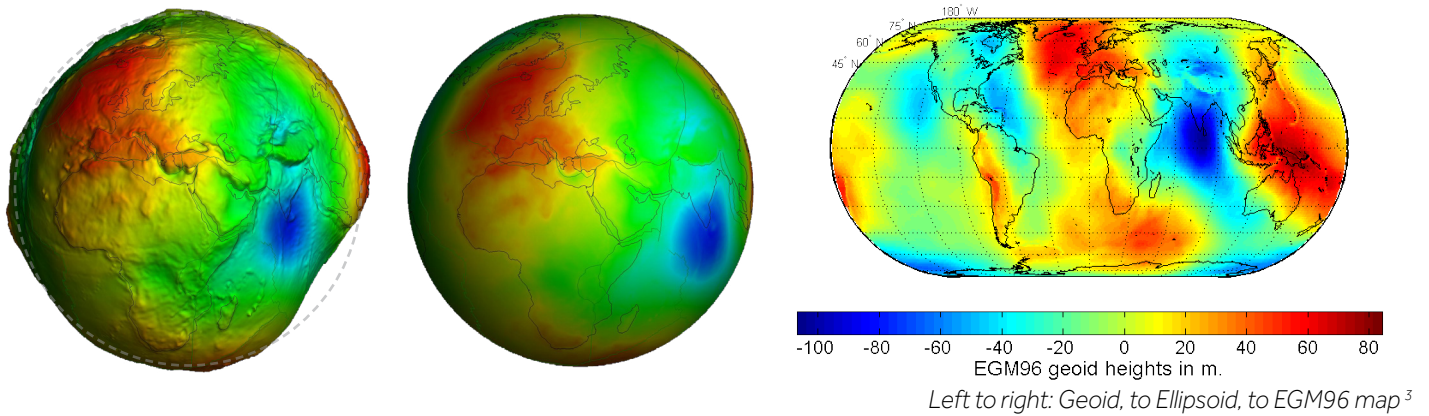 180° W
75° N
60° N
45° N
-100 -80 -60 -40 -20 0 20 40 60 80
EGM96 geoid heights in m.
Left to right: Geoid, to Ellipsoid, to EGM96 map ³